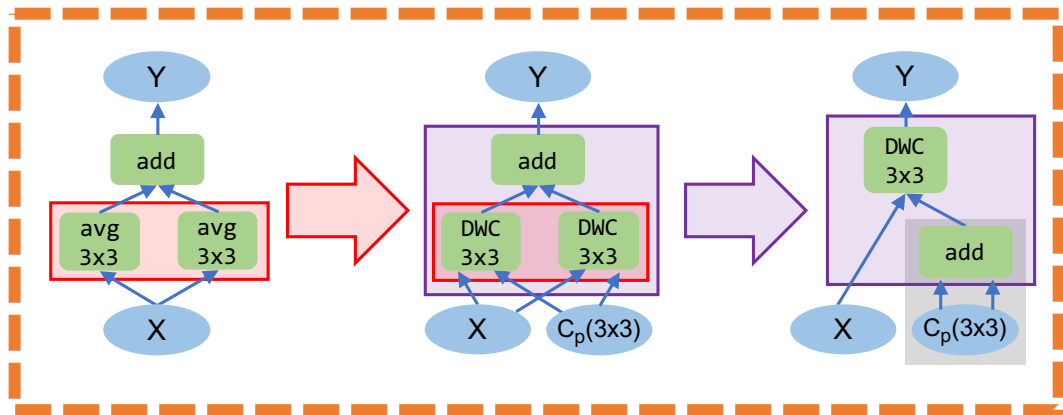 Y
add
avg
3x3
avg
3x3
X
Y
add
DWC
3x3
DWC
3x3
X
Cₚ(3x3)
Y
DWC
3x3
add
X
Cₚ(3x3)